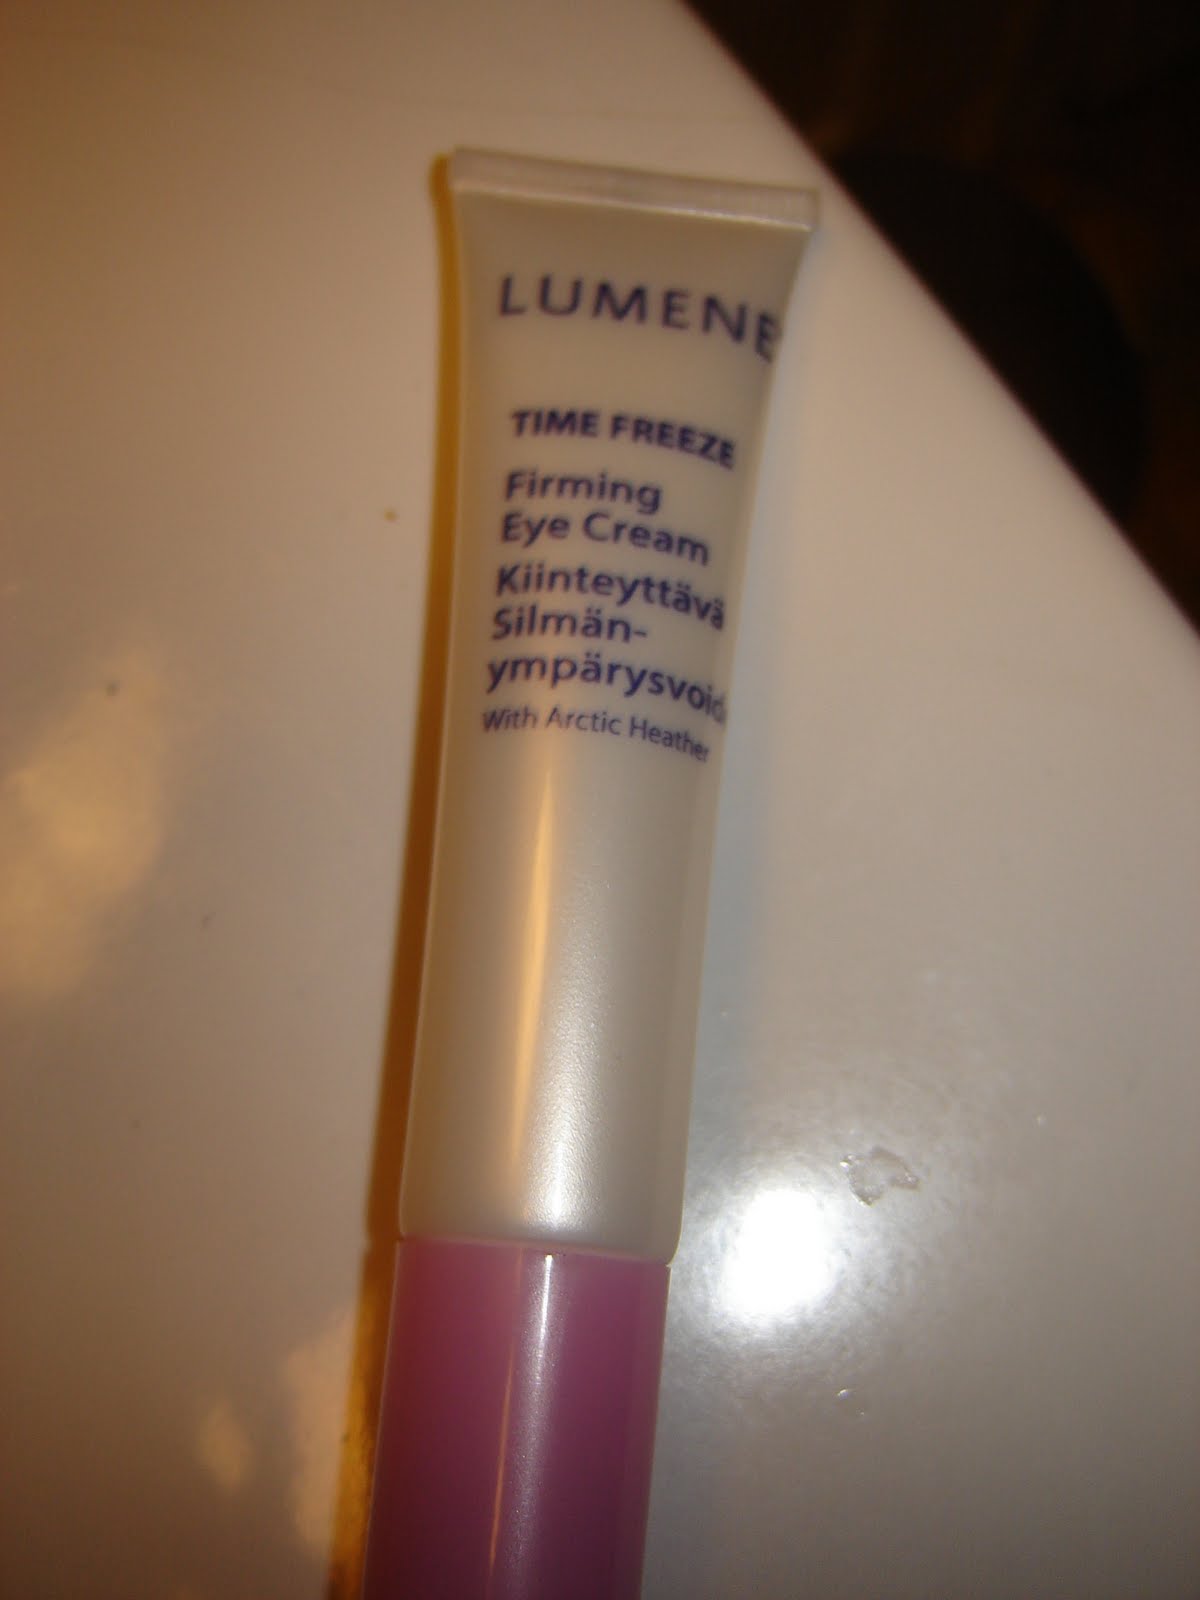 LUMENE
TIME FREEZE
Firming
Eye Cream
Kiinteyttävä
Silmän-
ympärysvoide
With Arctic Heather